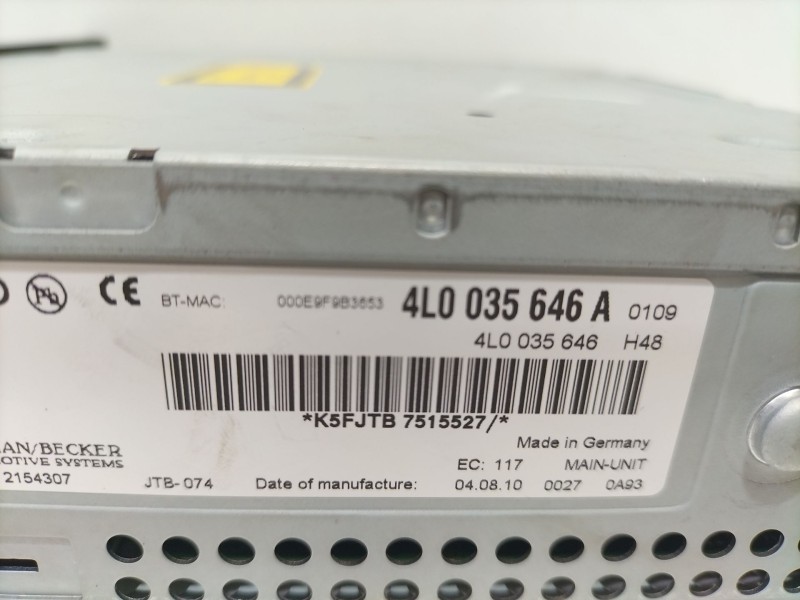 Pb CE BT-MAC: 000E9F9B3653 4L0 035 646 A 0109
4L0 035 646 H48
*K5FJTB 7515527/*
Made in Germany
AN/BECKER
OTIVE SYSTEMS
EC: 117 MAIN-UNIT
2154307 JTB-074 Date of manufacture: 04.08.10 0027 0A93